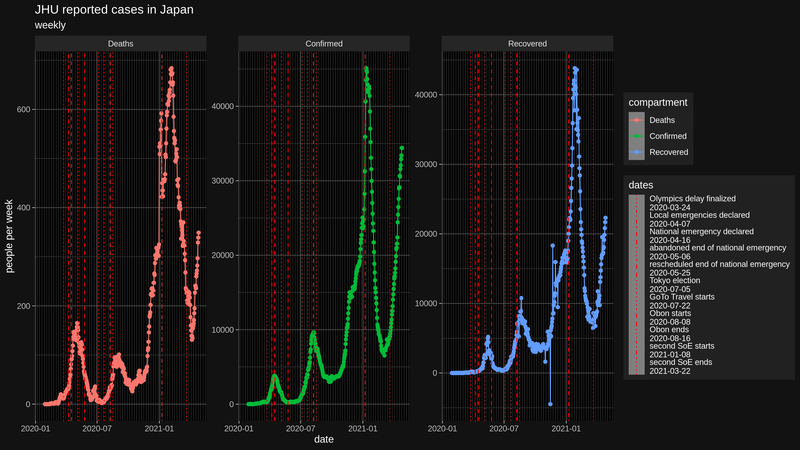 JHU reported cases in Japan
weekly
Deaths
Confirmed
Recovered
people per week
600
400
200
0
40000
30000
20000
10000
0
40000
30000
20000
10000
0
2020-01
2020-07
2021-01
2020-01
2020-07
2021-01
2020-01
2020-07
2021-01
date
compartment
Deaths
Confirmed
Recovered
dates
Olympics delay finalized
2020-03-24
Local emergencies declared
2020-04-07
National emergency declared
2020-04-16
abandoned end of national emergency
2020-05-06
rescheduled end of national emergency
2020-05-25
Tokyo election
2020-07-05
GoTo Travel starts
2020-07-22
Obon starts
2020-08-08
Obon ends
2020-08-16
second SoE starts
2021-01-08
second SoE ends
2021-03-22